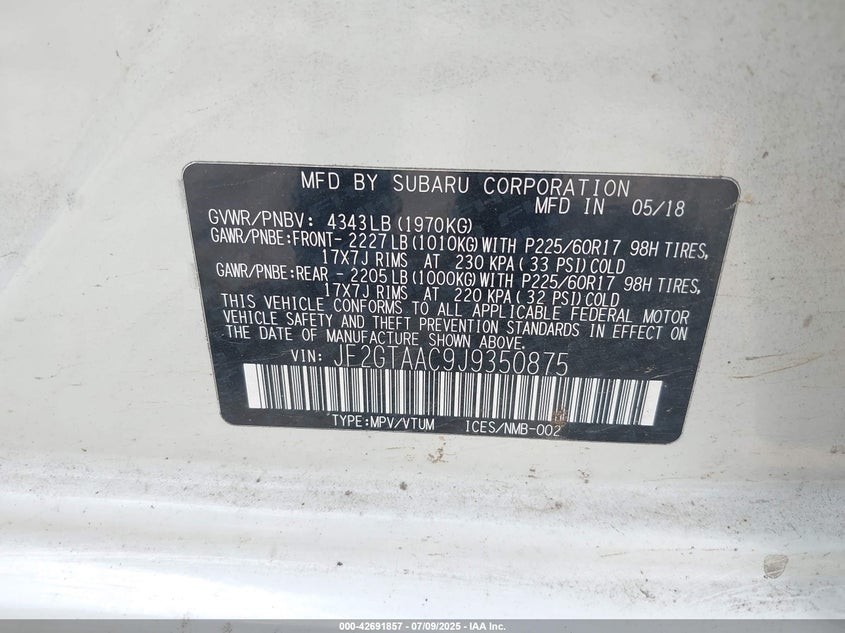 MFD BY SUBARU CORPORATION
MFD IN 05/18
GVWR/PNBV: 4343LB(1970KG)
GAWR/PNBE:FRONT- 2227LB(1010KG)WITH P225/60R17 98H TIRES,
17X7J RIMS AT 230 KPA(33 PSI)COLD
GAWR/PNBE:REAR - 2205LB(1000KG)WITH P225/60R17 98H TIRES,
17X7J RIMS AT 220 KPA(32 PSI)COLD
THIS VEHICLE CONFORMS TO ALL APPLICABLE FEDERAL MOTOR
VEHICLE SAFETY AND THEFT PREVENTION STANDARDS IN EFFECT ON
THE DATE OF MANUFACTURE SHOWN ABOVE.
VIN: JF2GTAAC9J9350875
TYPE:MPV/VTUM ICES/NMB-002
000-42691857 - 07/09/2025 - IAA Inc.